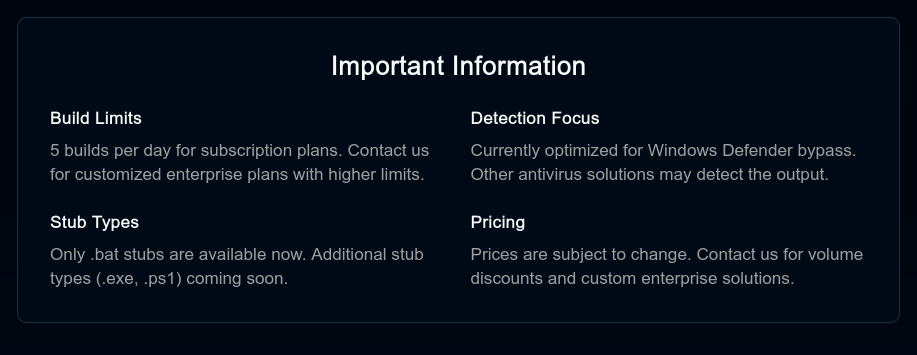 Important Information
Build Limits
5 builds per day for subscription plans. Contact us
for customized enterprise plans with higher limits.
Detection Focus
Currently optimized for Windows Defender bypass.
Other antivirus solutions may detect the output.
Stub Types
Only .bat stubs are available now. Additional stub
types (.exe, .ps1) coming soon.
Pricing
Prices are subject to change. Contact us for volume
discounts and custom enterprise solutions.